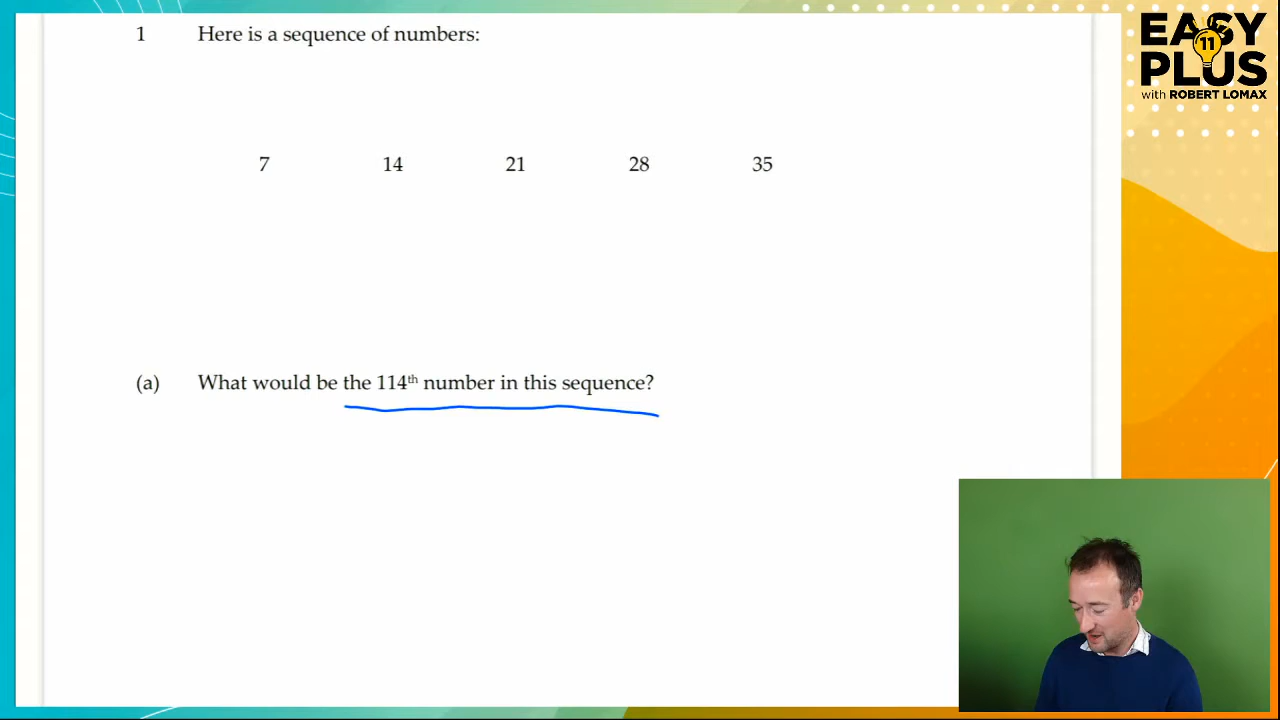 1 Here is a sequence of numbers:
7 14 21 28 35
(a) What would be the 114th number in this sequence?
EASY
11
PLUS
with ROBERT LOMAX